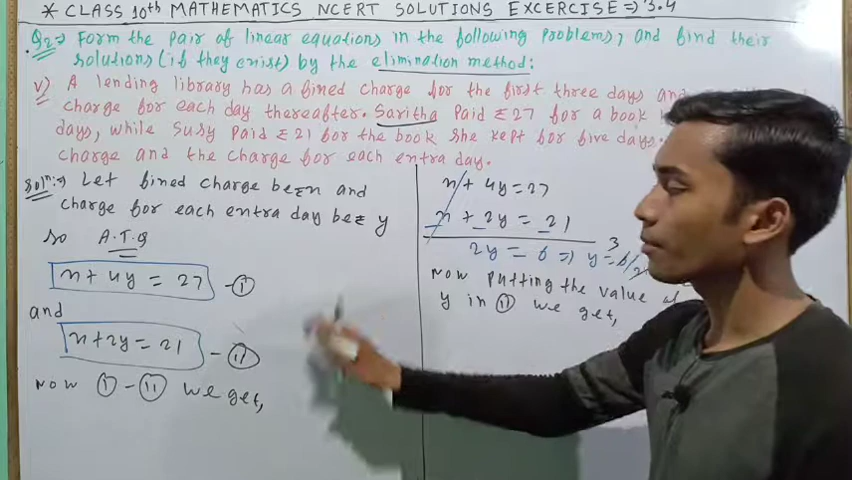 * CLASS 10th MATHEMATICS NCERT SOLUTIONS EXCERCISE => 3.4
Q2 => Form the pair of linear equations in the following problems, and find their
solutions (if they exist) by the elimination method:
v) A lending library has a fixed charge for the first three days and
charge for each day thereafter. Saritha paid ₹27 for a book
days, while Susy paid ₹21 for the book she kept for five days.
charge and the charge for each extra day.
Solⁿ:→ Let fixed charge be x and
charge for each extra day be ₹ y
So A.T.Q
x + 4y = 27 —(i)
and
x + 2y = 21 —(ii)
Now (i) - (ii) we get,
x + 4y = 27
x + 2y = 21
- - -
2y = 6 => y = 6/2 3
Now putting the value of
y in (ii) we get,